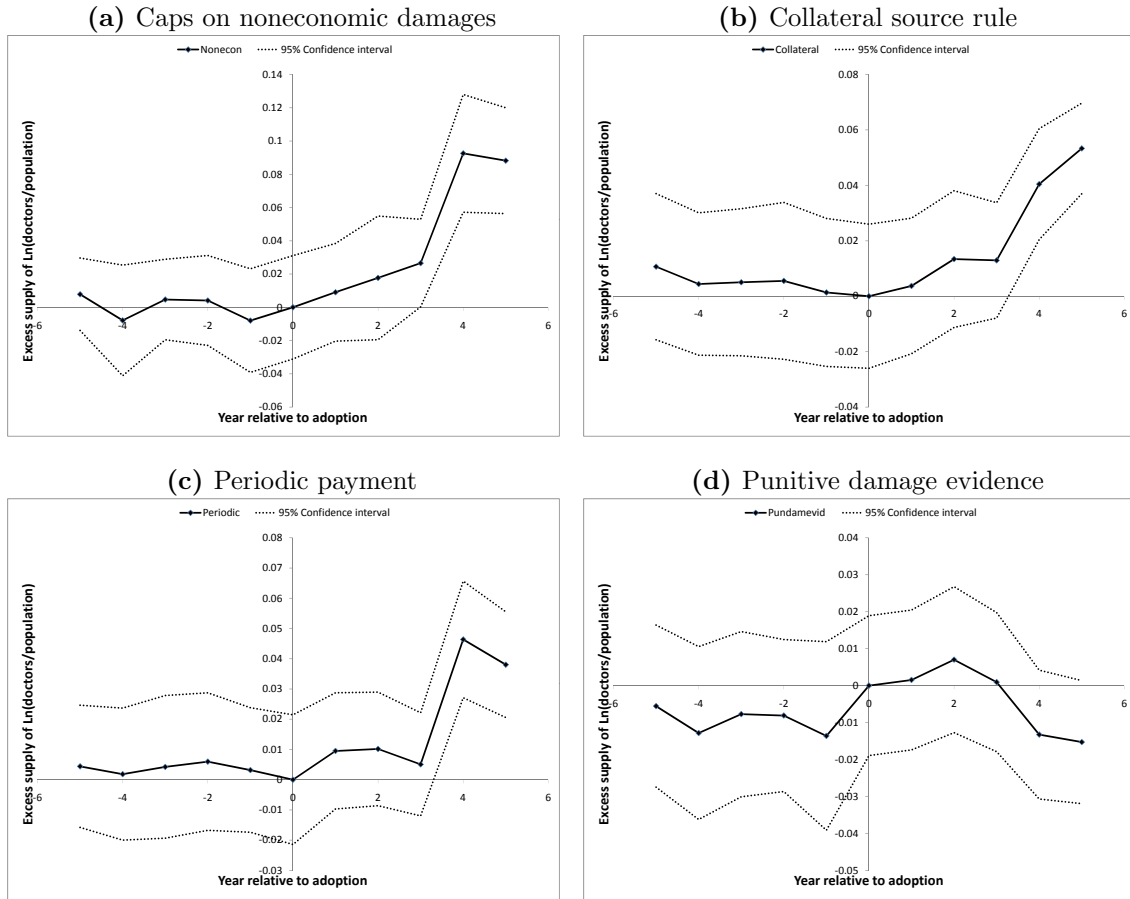 (a) Caps on noneconomic damages
Nonecon 95% Confidence interval
Excess supply of Ln(doctors/population)
0.14
0.12
0.1
0.08
0.06
0.04
0.02
0
-0.02
-0.04
-0.06
-6 -4 -2 0 2 4 6
Year relative to adoption
(b) Collateral source rule
Collateral 95% Confidence interval
Excess supply of Ln(doctors/population)
0.08
0.06
0.04
0.02
0
-0.02
-0.04
-6 -4 -2 0 2 4 6
Year relative to adoption
(c) Periodic payment
Periodic 95% Confidence interval
Excess supply of Ln(doctors/population)
0.08
0.07
0.06
0.05
0.04
0.03
0.02
0.01
0
-0.01
-0.02
-0.03
-6 -4 -2 0 2 4 6
Year relative to adoption
(d) Punitive damage evidence
Pundamevid 95% Confidence interval
Excess supply of Ln(doctors/population)
0.04
0.03
0.02
0.01
0
-0.01
-0.02
-0.03
-0.04
-0.05
-6 -4 -2 0 2 4 6
Year relative to adoption